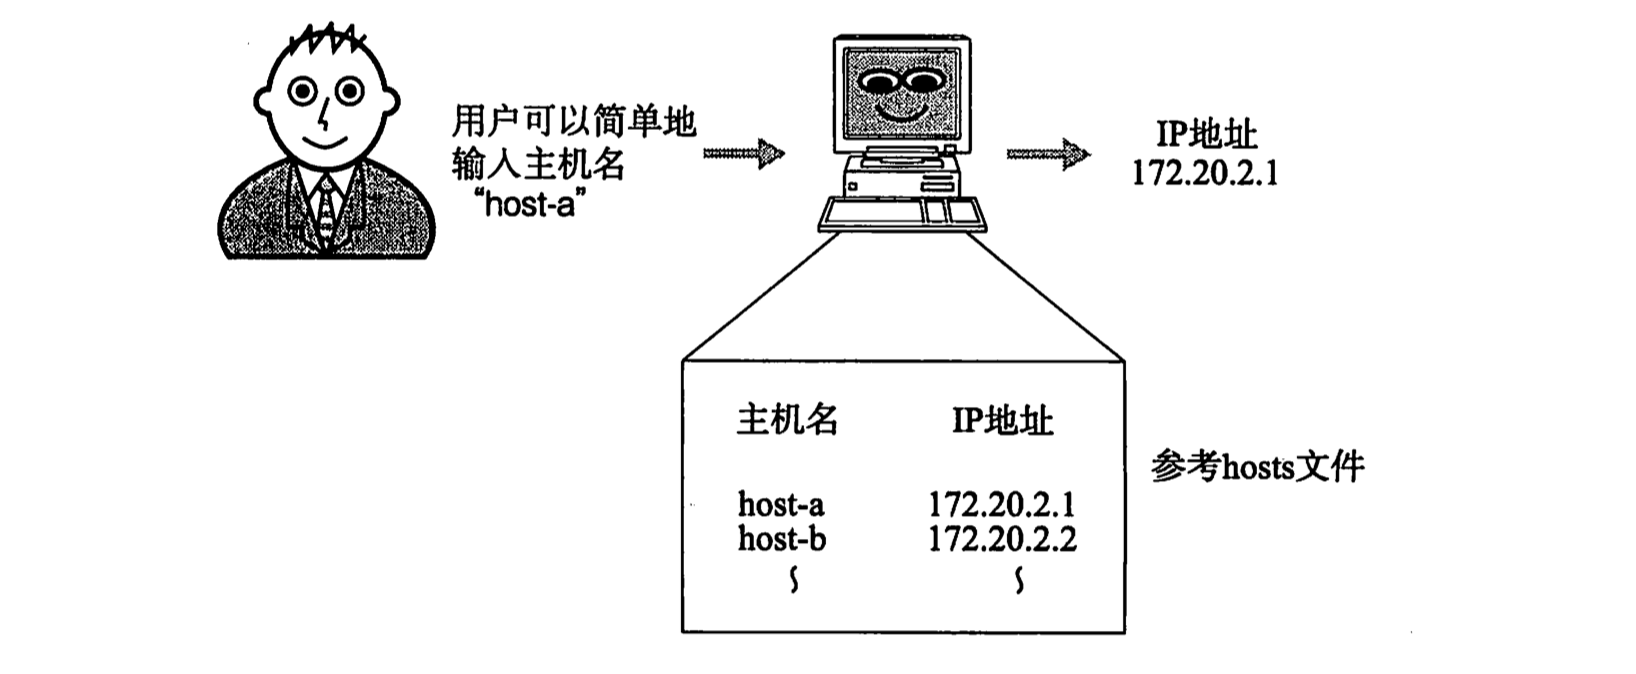 用户可以简单地
输入主机名
“host-a”
IP地址
172.20.2.1
主机名 IP地址
host-a 172.20.2.1
host-b 172.20.2.2
参考hosts文件